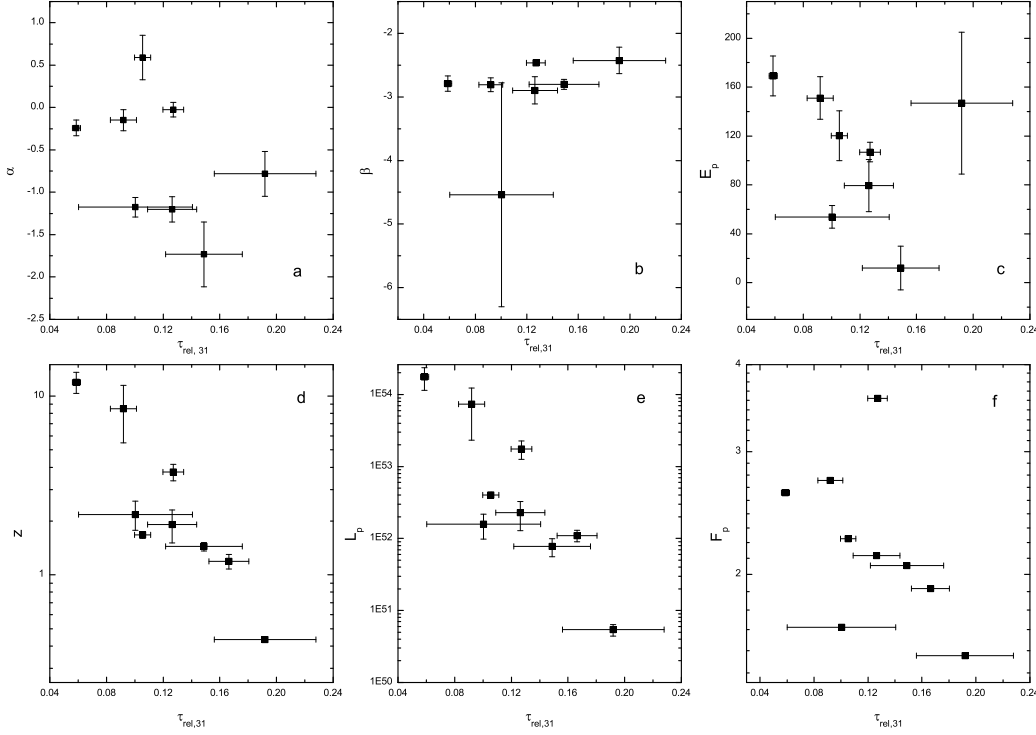 1.0
0.5
0.0
-0.5
-1.0
-1.5
-2.0
-2.5
α
a
0.04 0.08 0.12 0.16 0.20 0.24
τrel, 31
-2
-3
-4
-5
-6
β
b
0.04 0.08 0.12 0.16 0.20 0.24
τrel,31
200
160
120
80
40
0
Ep
c
0.04 0.08 0.12 0.16 0.20 0.24
τrel,31
10
1
z
d
0.04 0.08 0.12 0.16 0.20 0.24
τrel,31
1E54
1E53
1E52
1E51
1E50
Lp
e
0.04 0.08 0.12 0.16 0.20 0.24
τrel,31
4
3
2
Fp
f
0.04 0.08 0.12 0.16 0.20 0.24
τrel,31